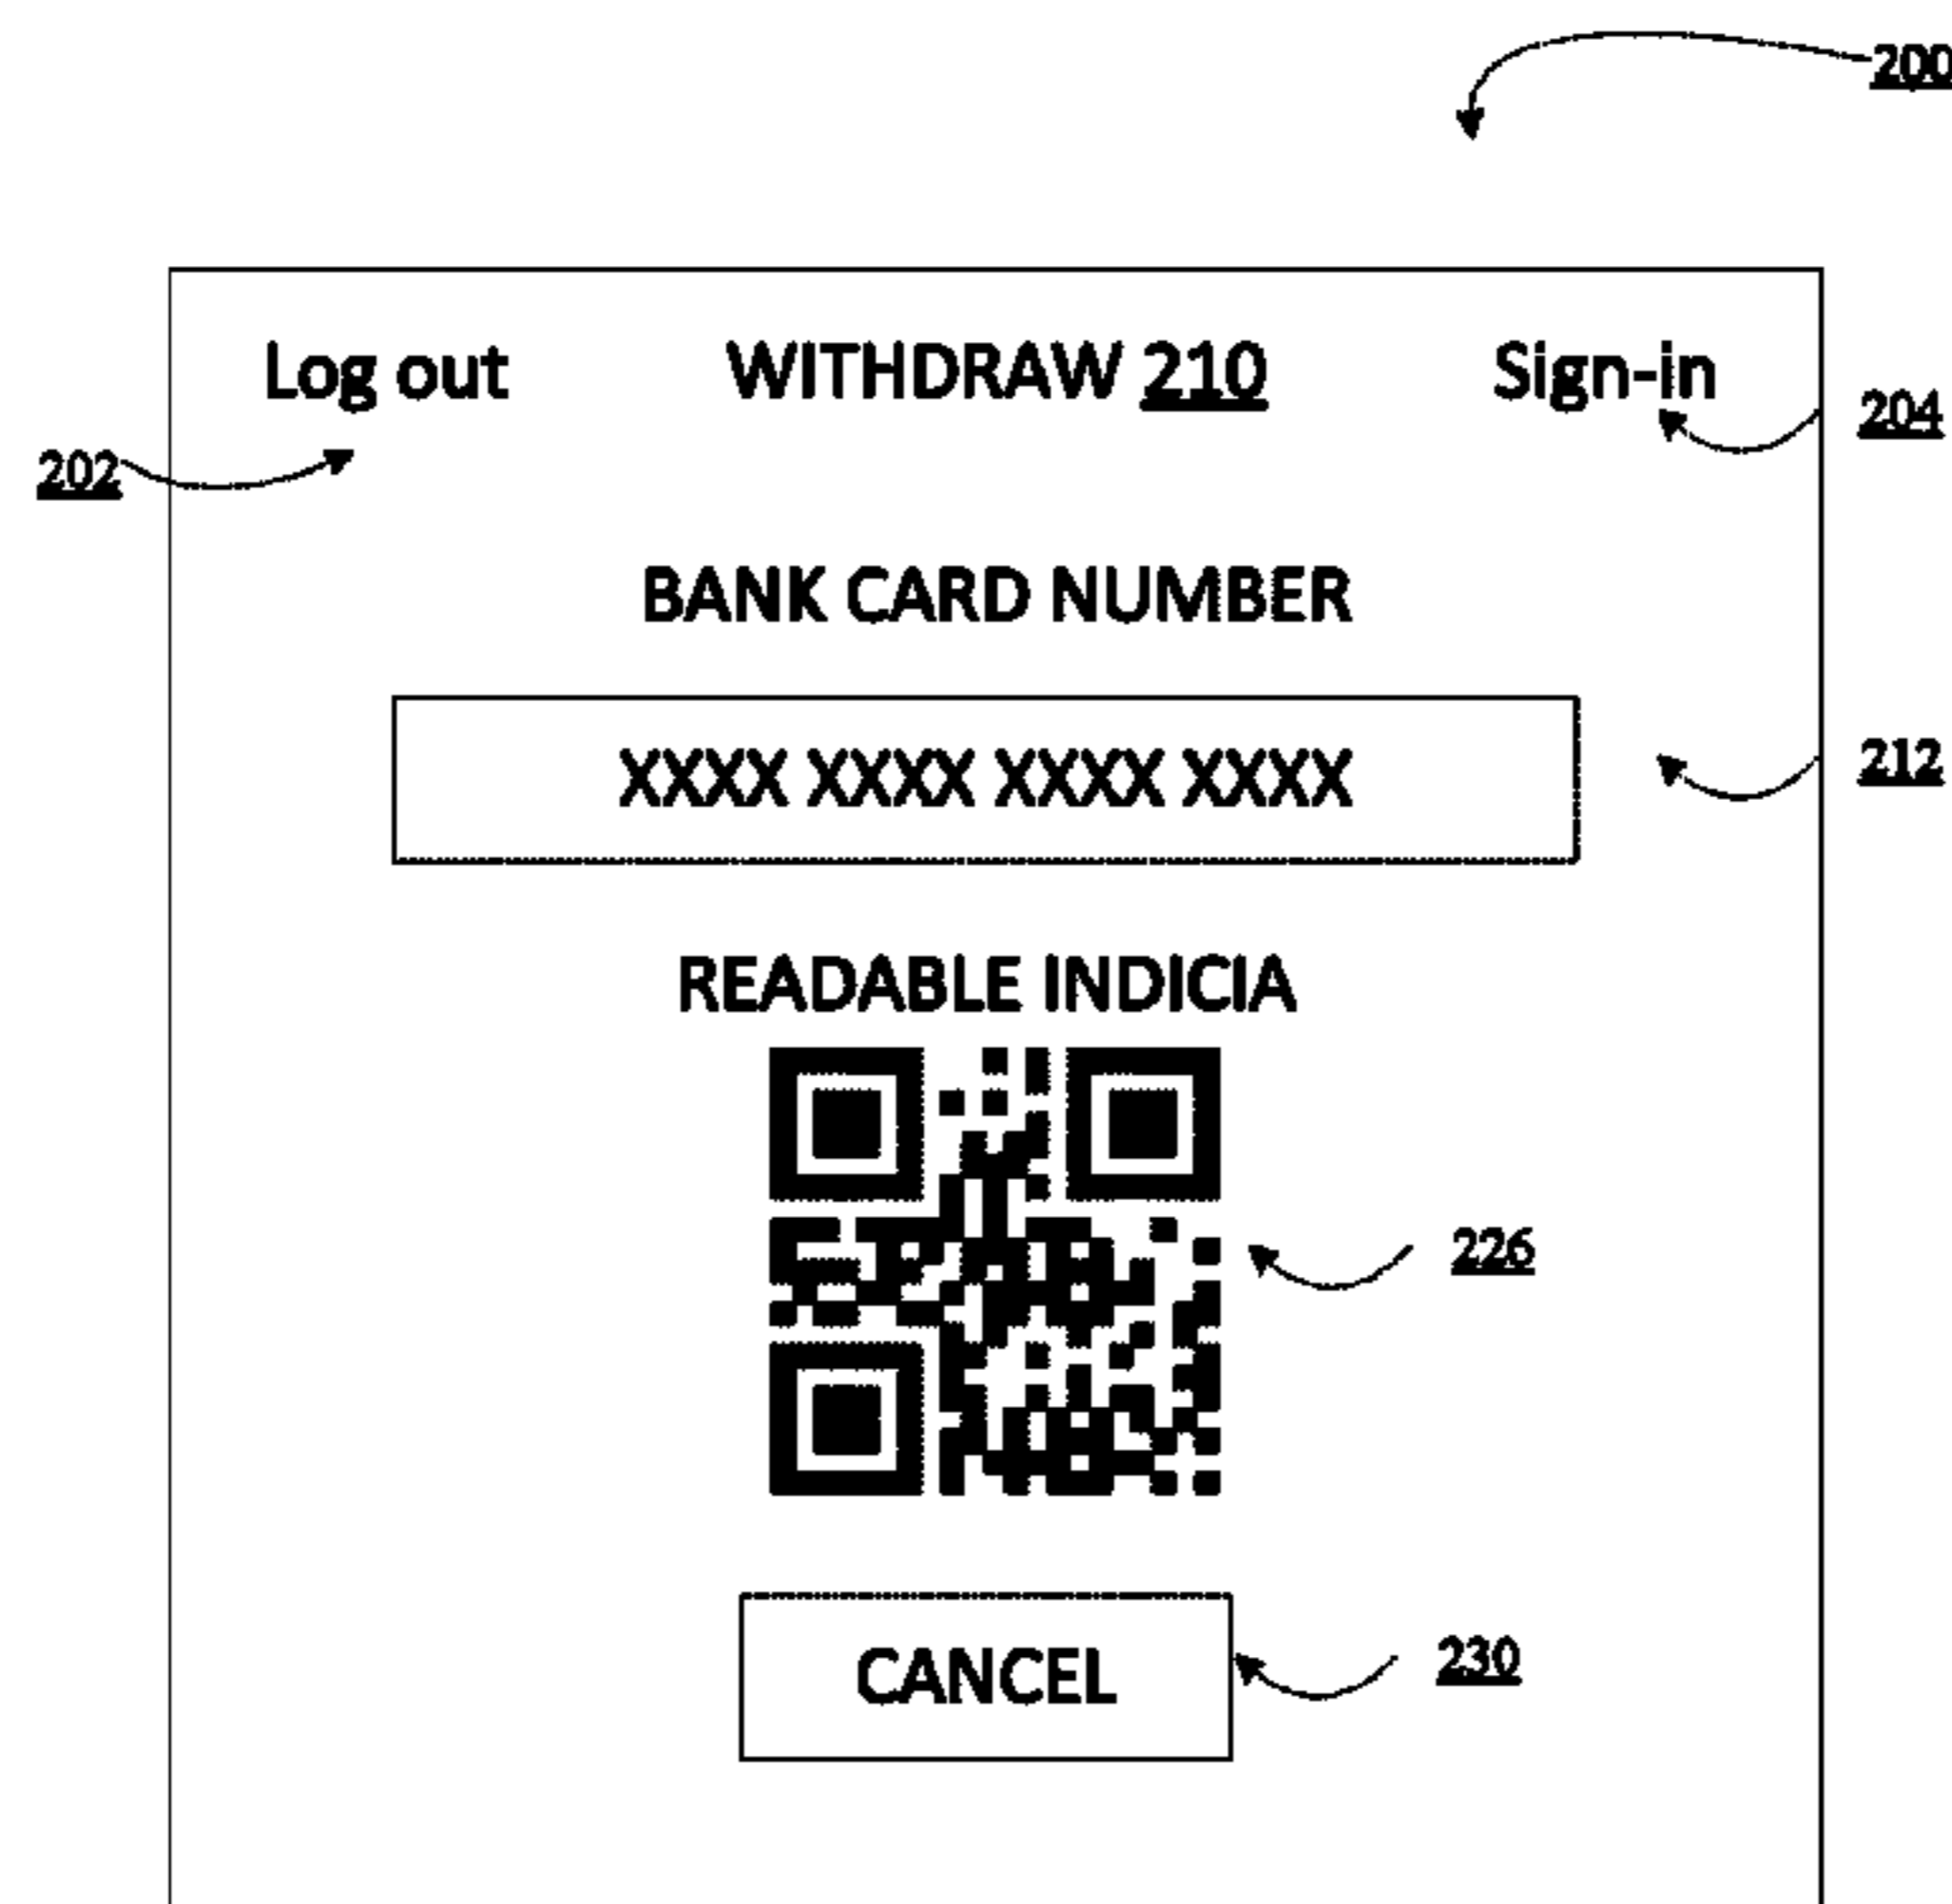 200
Log out WITHDRAW 210 Sign-in
204
202
BANK CARD NUMBER
XXXX XXXX XXXX XXXX
212
READABLE INDICIA
226
CANCEL
230